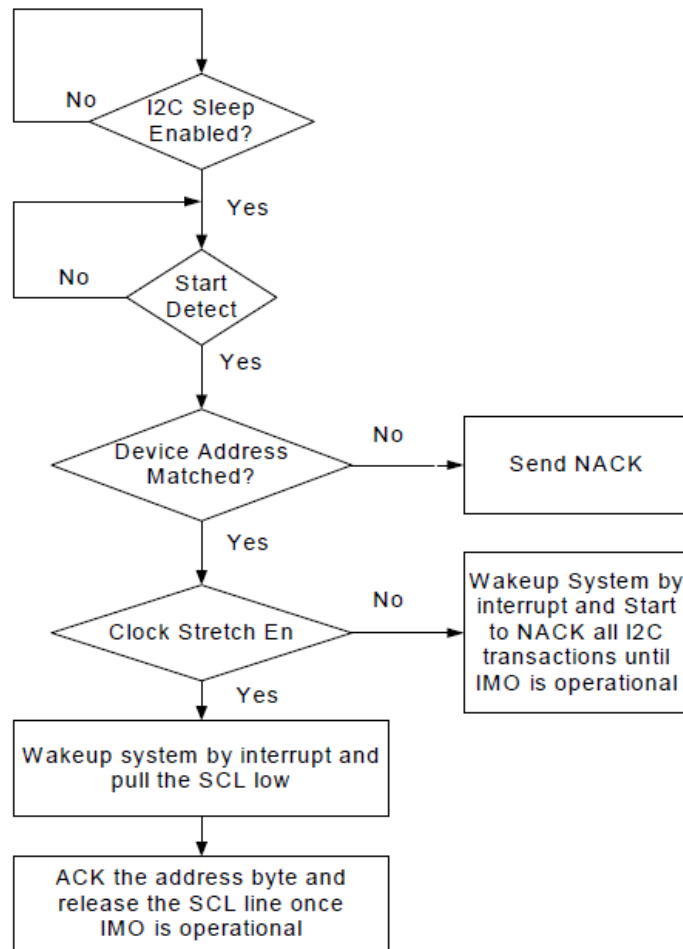 No
I2C Sleep
Enabled?
Yes
No
Start
Detect
Yes
Device Address
Matched?
No
Send NACK
Yes
Clock Stretch En
No
Wakeup System by
interrupt and Start
to NACK all I2C
transactions until
IMO is operational
Yes
Wakeup system by interrupt and
pull the SCL low
ACK the address byte and
release the SCL line once
IMO is operational